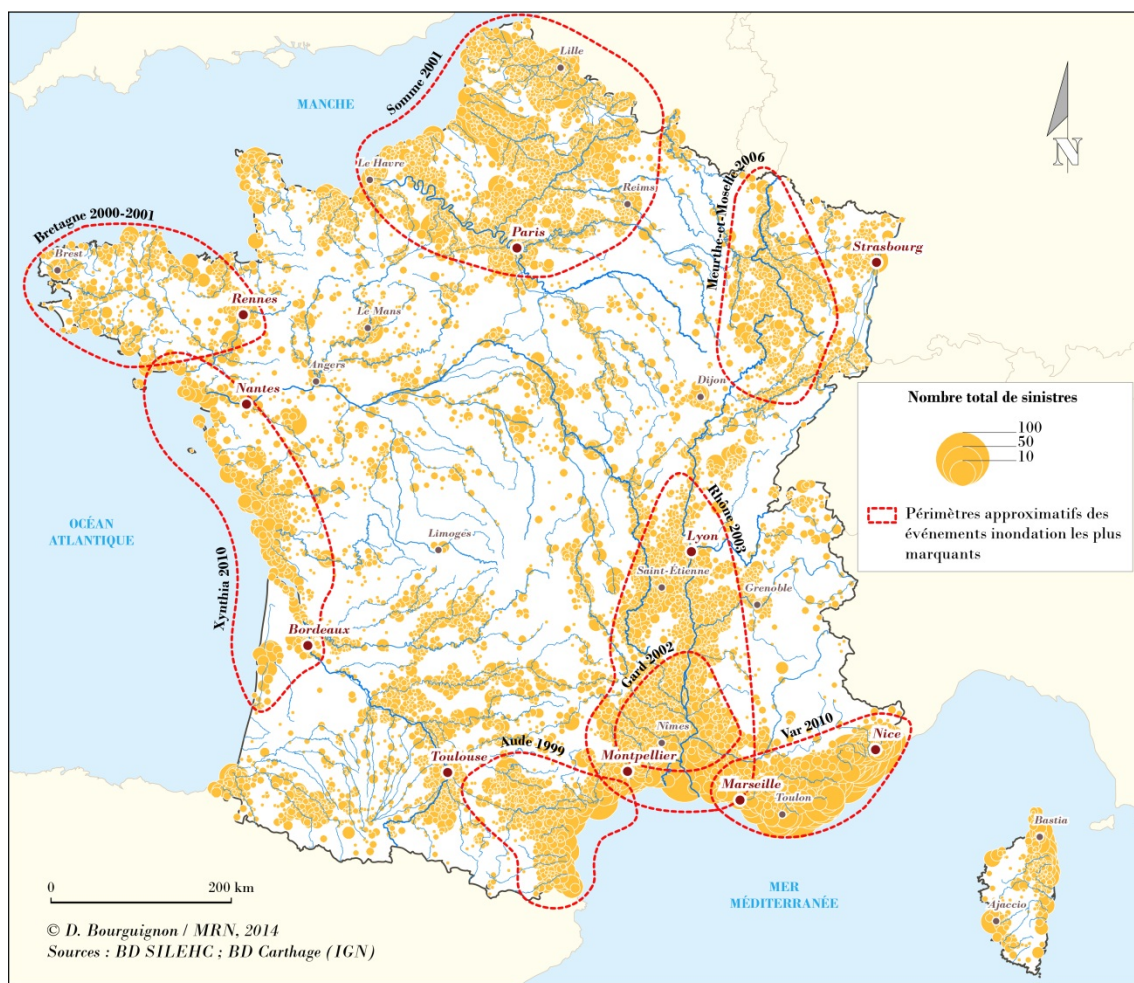 MANCHE
Somme 2001
Lille
Le Havre
Reims
Paris
Meurthe-et-Moselle 2006
Strasbourg
N
Bretagne 2000-2001
Brest
Rennes
Le Mans
Angers
Nantes
Dijon
Nombre total de sinistres
100
50
10
Périmètres approximatifs des
événements inondation les plus
marquants
OCÉAN
ATLANTIQUE
Xynthia 2010
Limoges
Rhône 2003
Lyon
Saint-Étienne
Grenoble
Bordeaux
Gard 2002
Nîmes
Var 2010
Nice
Aude 1999
Toulouse
Montpellier
Marseille
Toulon
Bastia
Ajaccio
MER
MÉDITERRANÉE
0
200 km
© D. Bourguignon / MRN, 2014
Sources : BD SILEHC ; BD Carthage (IGN)